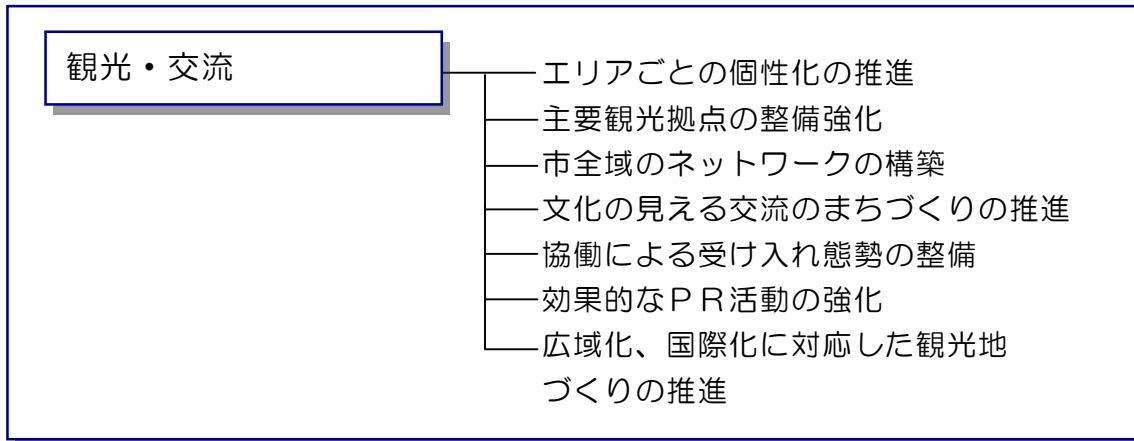 観光・交流
エリアごとの個性化の推進
主要観光拠点の整備強化
市全域のネットワークの構築
文化の見える交流のまちづくりの推進
協働による受け入れ態勢の整備
効果的なＰＲ活動の強化
広域化、国際化に対応した観光地
づくりの推進